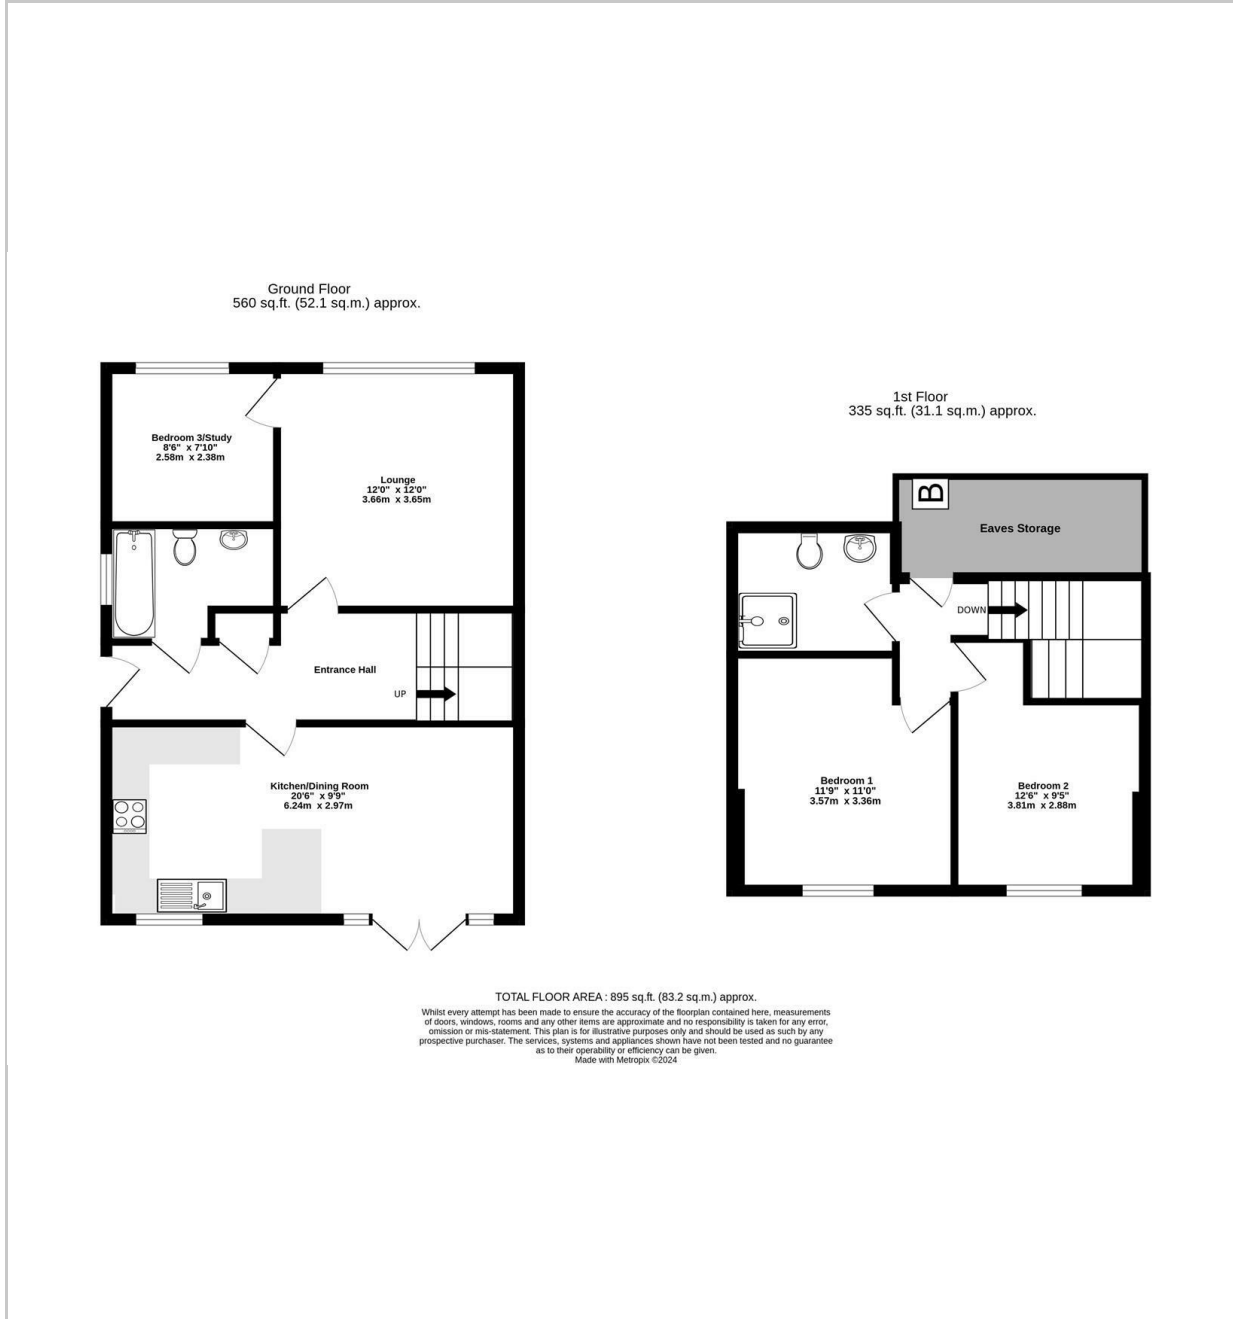 Ground Floor
560 sq.ft. (52.1 sq.m.) approx.
Bedroom 3/Study
8'6" x 7'10"
2.58m x 2.38m
Lounge
12'0" x 12'0"
3.66m x 3.65m
Entrance Hall
UP
Kitchen/Dining Room
20'6" x 9'9"
6.24m x 2.97m
1st Floor
335 sq.ft. (31.1 sq.m.) approx.
B
Eaves Storage
DOWN
Bedroom 1
11'9" x 11'0"
3.57m x 3.36m
Bedroom 2
12'6" x 9'5"
3.81m x 2.88m
TOTAL FLOOR AREA : 895 sq.ft. (83.2 sq.m.) approx.
Whilst every attempt has been made to ensure the accuracy of the floorplan contained here, measurements
of doors, windows, rooms and any other items are approximate and no responsibility is taken for any error,
omission or mis-statement. This plan is for illustrative purposes only and should be used as such by any
prospective purchaser. The services, systems and appliances shown have not been tested and no guarantee
as to their operability or efficiency can be given.
Made with Metropix ©2024